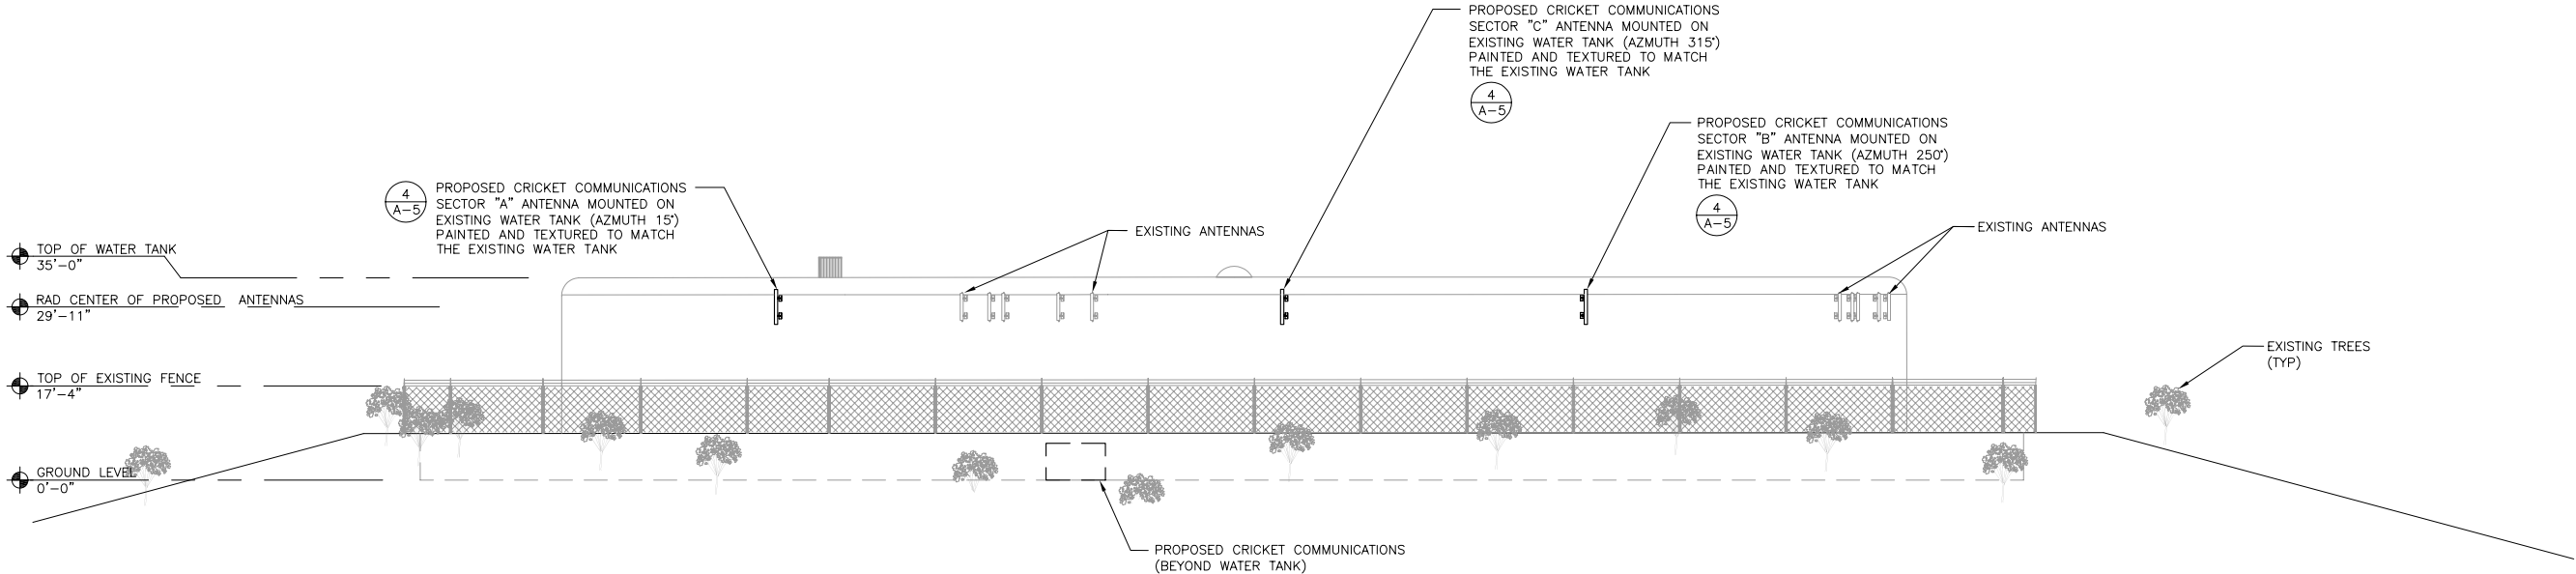 PROPOSED CRICKET COMMUNICATIONS
SECTOR "C" ANTENNA MOUNTED ON
EXISTING WATER TANK (AZMUTH 315°)
PAINTED AND TEXTURED TO MATCH
THE EXISTING WATER TANK
4
A-5
PROPOSED CRICKET COMMUNICATIONS
SECTOR "B" ANTENNA MOUNTED ON
EXISTING WATER TANK (AZMUTH 250°)
PAINTED AND TEXTURED TO MATCH
THE EXISTING WATER TANK
4
A-5
4
A-5
PROPOSED CRICKET COMMUNICATIONS
SECTOR "A" ANTENNA MOUNTED ON
EXISTING WATER TANK (AZMUTH 15°)
PAINTED AND TEXTURED TO MATCH
THE EXISTING WATER TANK
EXISTING ANTENNAS
EXISTING ANTENNAS
TOP OF WATER TANK
35'-0"
RAD CENTER OF PROPOSED ANTENNAS
29'-11"
EXISTING TREES
(TYP)
TOP OF EXISTING FENCE
17'-4"
GROUND LEVEL
0'-0"
PROPOSED CRICKET COMMUNICATIONS
(BEYOND WATER TANK)